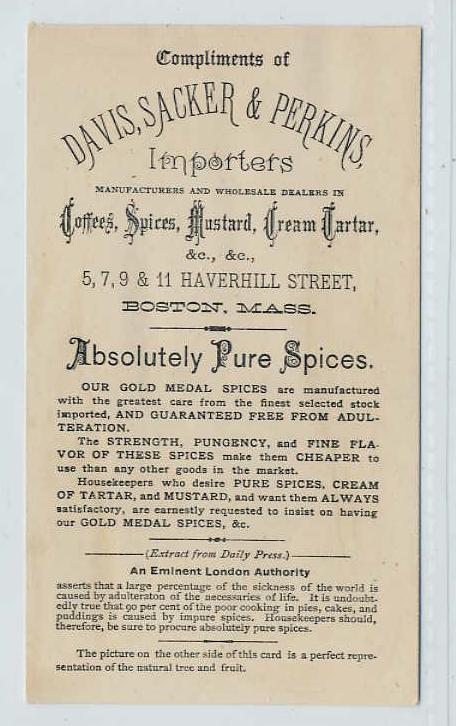 Compliments of
DAVIS, SACKER & PERKINS,
Importers
MANUFACTURERS AND WHOLESALE DEALERS IN
Coffees, Spices, Mustard, Cream Tartar,
&c., &c.,
5, 7, 9 & 11 HAVERHILL STREET,
BOSTON, MASS.
Absolutely Pure Spices.
OUR GOLD MEDAL SPICES are manufactured
with the greatest care from the finest selected stock
imported, AND GUARANTEED FREE FROM ADUL-
TERATION.
The STRENGTH, PUNGENCY, and FINE FLA-
VOR OF THESE SPICES make them CHEAPER to
use than any other goods in the market.
Housekeepers who desire PURE SPICES, CREAM
OF TARTAR, and MUSTARD, and want them ALWAYS
satisfactory, are earnestly requested to insist on having
our GOLD MEDAL SPICES, &c.
(Extract from Daily Press.)
An Eminent London Authority
asserts that a large percentage of the sickness of the world is
caused by adulteraton of the necessaries of life. It is undoubt-
edly true that 90 per cent of the poor cooking in pies, cakes, and
puddings is caused by impure spices. Housekeepers should,
therefore, be sure to procure absolutely pure spices.
The picture on the other side of this card is a perfect repre-
sentation of the natural tree and fruit.